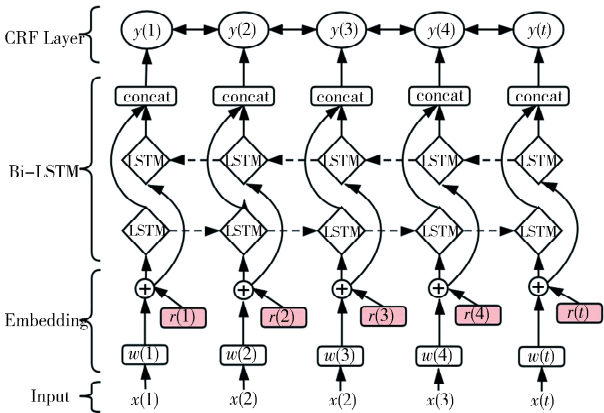 CRF Layer y(1) y(2) y(3) y(4) y(t)
concat concat concat concat concat
Bi-LSTM LSTM LSTM LSTM LSTM LSTM
LSTM LSTM LSTM LSTM LSTM
Embedding r(1) r(2) r(3) r(4) r(t)
w(1) w(2) w(3) w(4) w(t)
Input x(1) x(2) x(2) x(3) x(t)